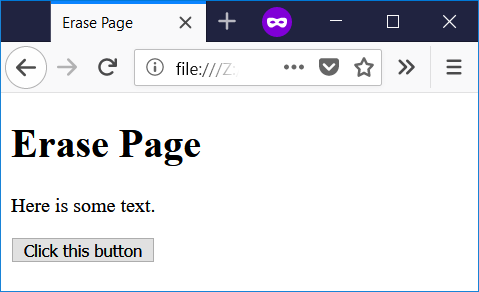 Erase Page
file:///Z:
Erase Page
Here is some text.
Click this button